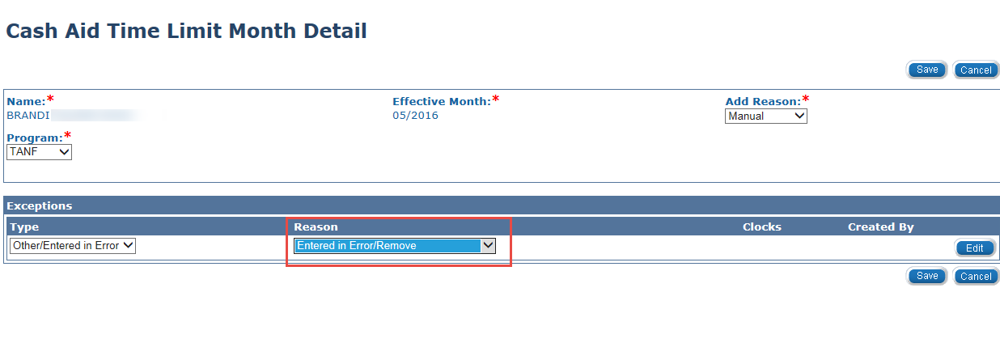 Cash Aid Time Limit Month Detail
Save Cancel
Name:* Effective Month:* Add Reason:*
BRANDI 05/2016 Manual
Program:*
TANF
Exceptions
Type Reason Clocks Created By
Other/Entered in Error Entered in Error/Remove Edit
Save Cancel